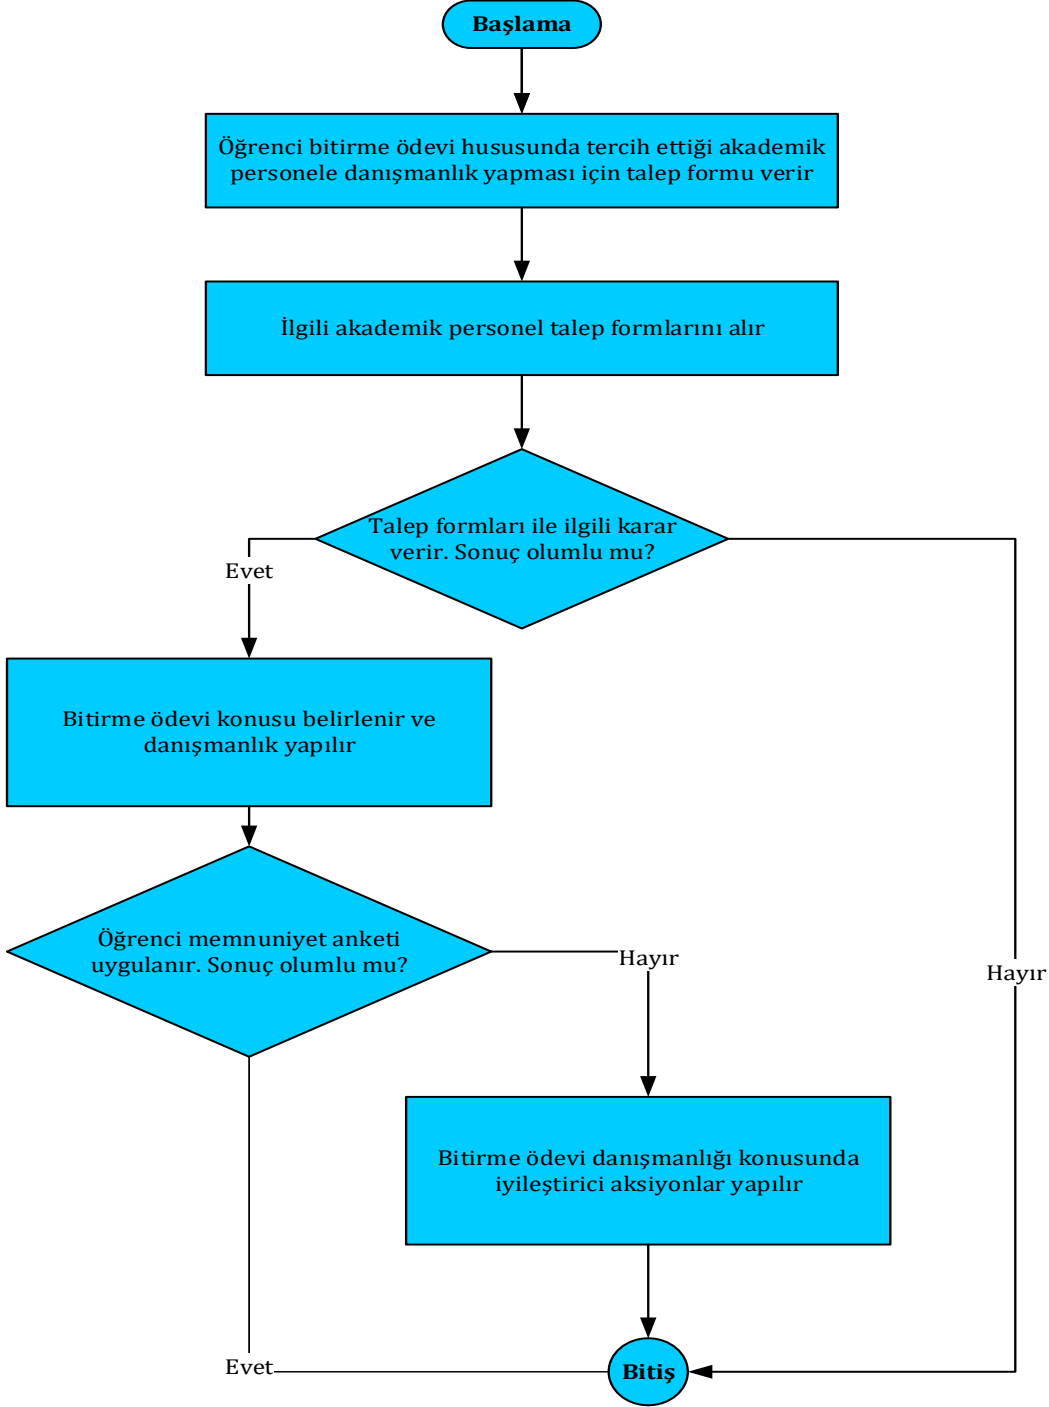 Başlama
Öğrenci bitirme ödevi hususunda tercih ettiği akademik
personele danışmanlık yapması için talep formu verir
İlgili akademik personel talep formlarını alır
Talep formları ile ilgili karar
verir. Sonuç olumlu mu?
Evet
Bitirme ödevi konusu belirlenir ve
danışmanlık yapılır
Öğrenci memnuniyet anketi
uygulanır. Sonuç olumlu mu?
Hayır
Hayır
Bitirme ödevi danışmanlığı konusunda
iyileştirici aksiyonlar yapılır
Evet
Bitiş